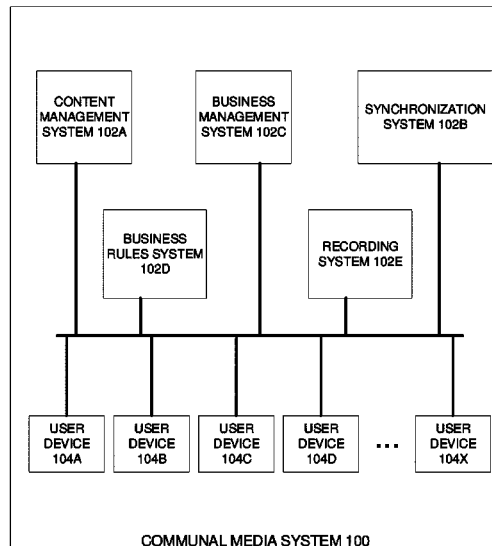 CONTENT
MANAGEMENT
SYSTEM 102A
BUSINESS
MANAGEMENT
SYSTEM 102C
SYNCHRONIZATION
SYSTEM 102B
BUSINESS
RULES SYSTEM
102D
RECORDING
SYSTEM 102E
USER
DEVICE
104A
USER
DEVICE
104B
USER
DEVICE
104C
USER
DEVICE
104D
...
USER
DEVICE
104X
COMMUNAL MEDIA SYSTEM 100